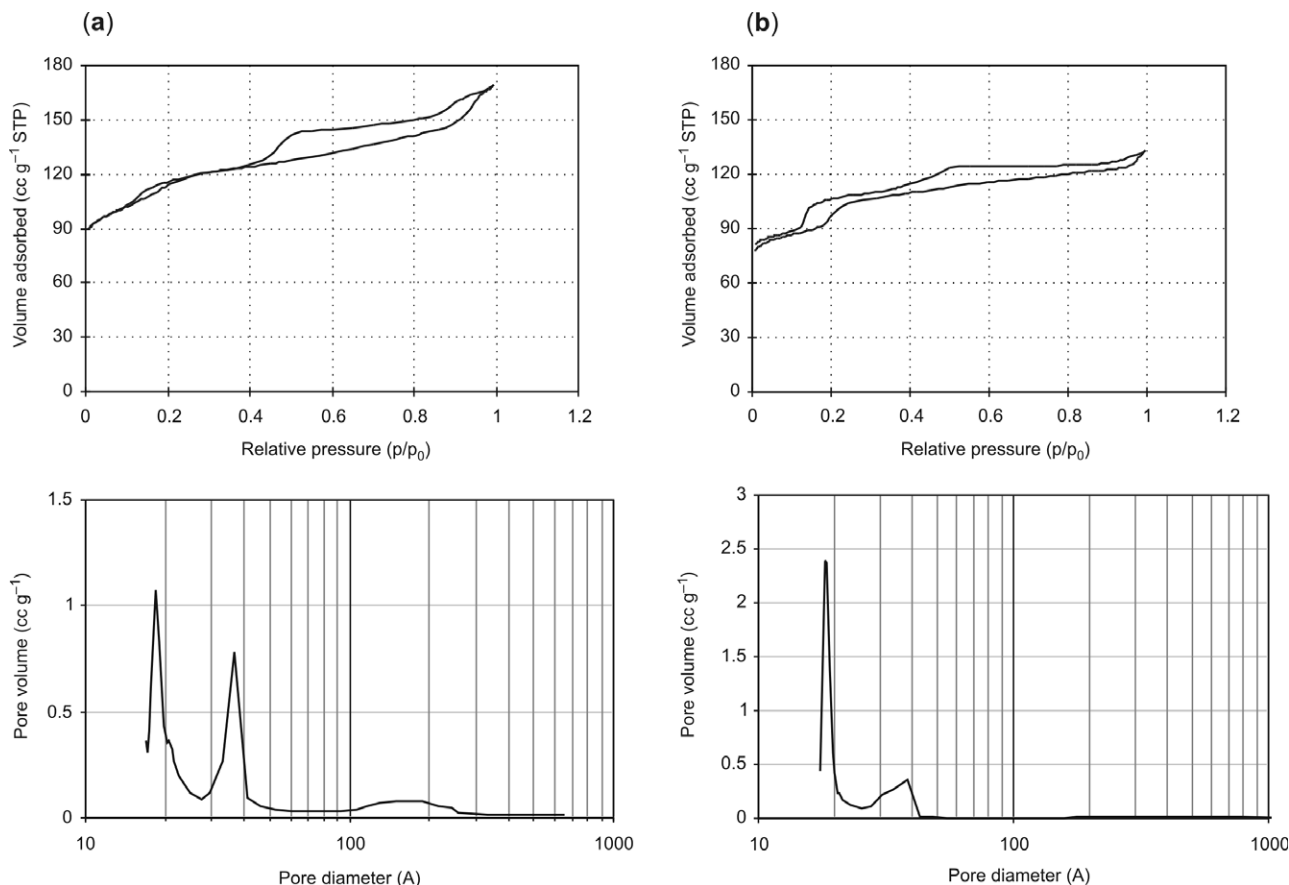 (a)
180
150
120
90
60
30
0
Volume adsorbed (cc g⁻¹ STP)
0 0.2 0.4 0.6 0.8 1 1.2
Relative pressure (p/p₀)
(b)
180
150
120
90
60
30
0
Volume adsorbed (cc g⁻¹ STP)
0 0.2 0.4 0.6 0.8 1 1.2
Relative pressure (p/p₀)
1.5
1
0.5
0
Pore volume (cc g⁻¹)
10 100 1000
Pore diameter (A)
3
2.5
2
1.5
1
0.5
0
Pore volume (cc g⁻¹)
10 100 1000
Pore diameter (A)